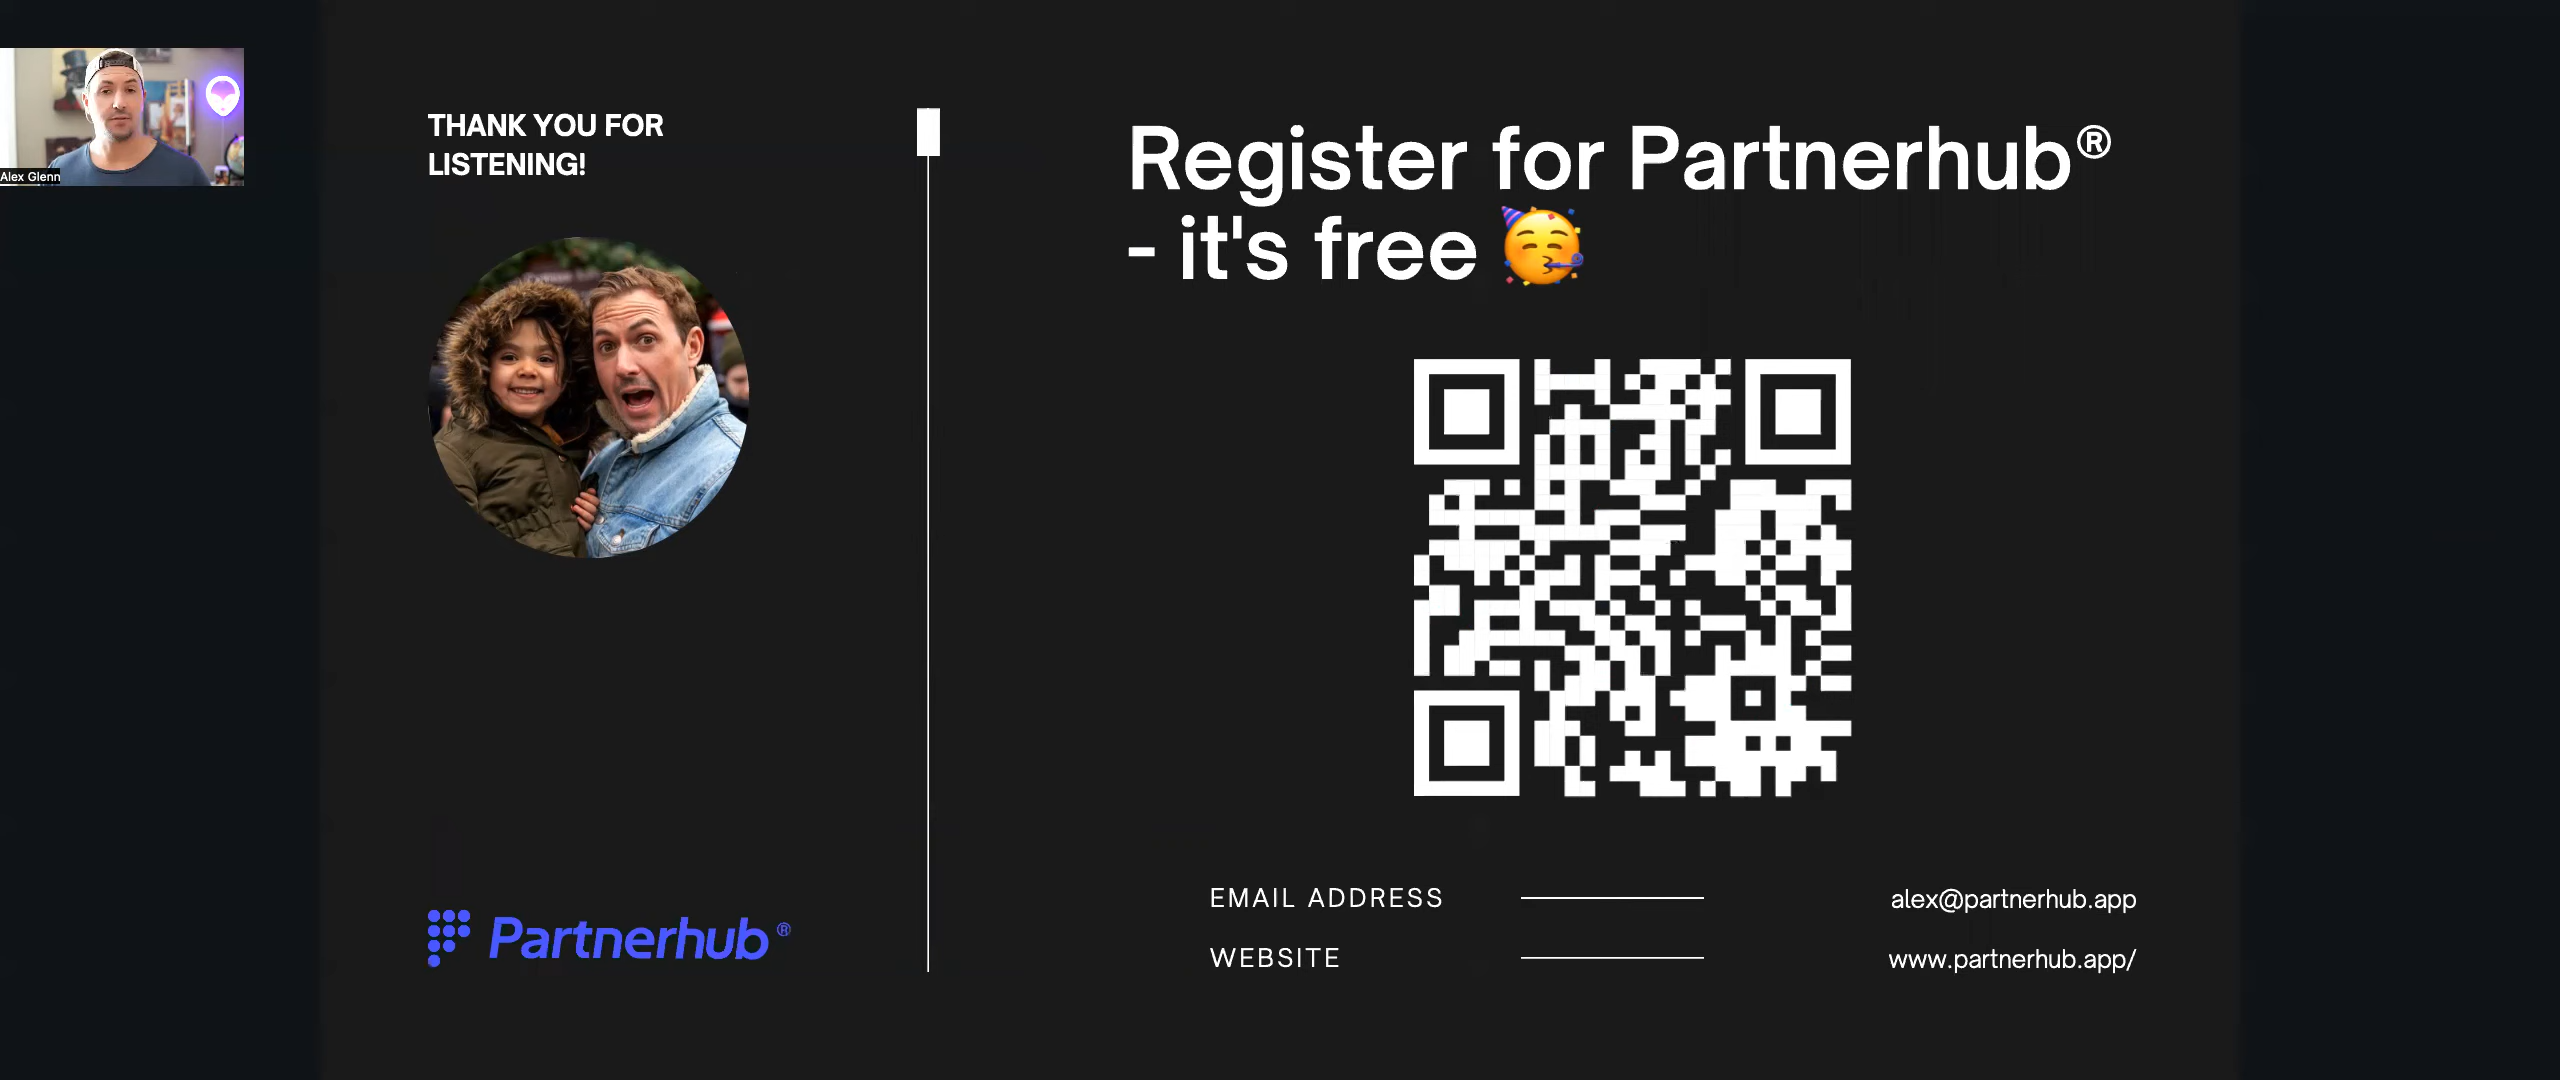 Alex Glenn
THANK YOU FOR
LISTENING!
Partnerhub®
Register for Partnerhub®
- it's free 🥳
EMAIL ADDRESS
alex@partnerhub.app
WEBSITE
www.partnerhub.app/